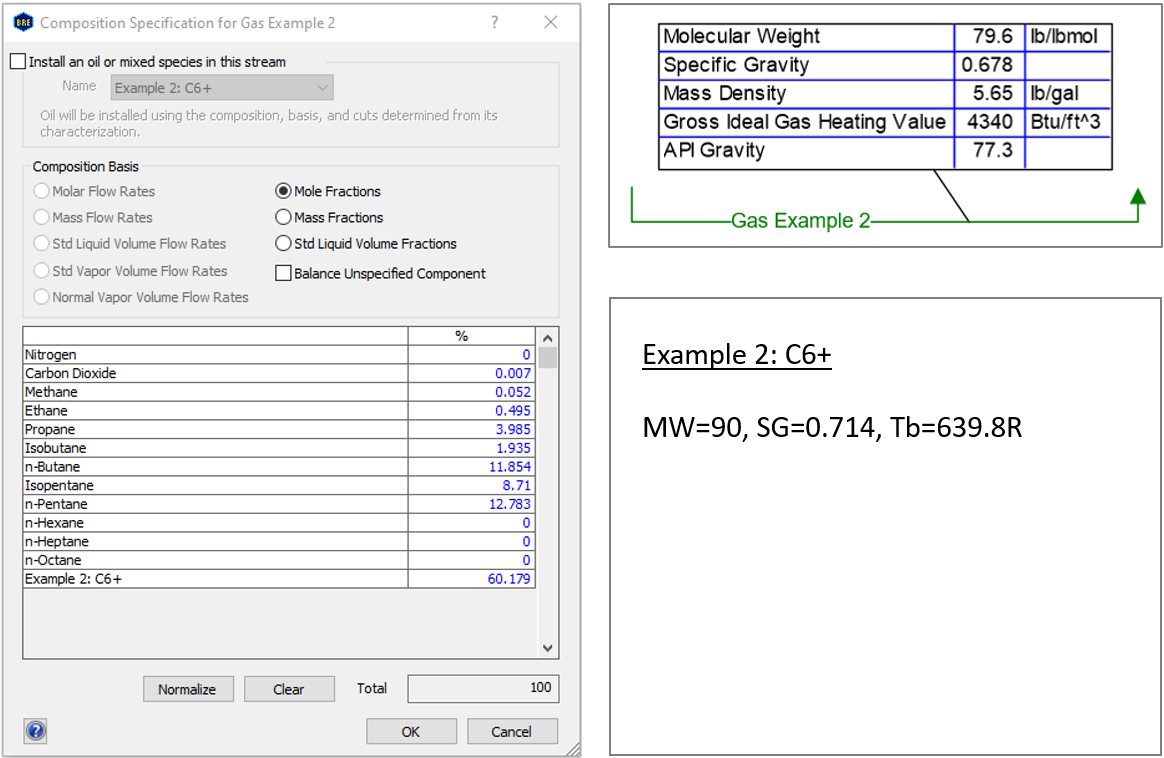 BRE Composition Specification for Gas Example 2 ?
Install an oil or mixed species in this stream
Name Example 2: C6+
Oil will be installed using the composition, basis, and cuts determined from its
characterization.
Composition Basis
Molar Flow Rates
Mass Flow Rates
Std Liquid Volume Flow Rates
Std Vapor Volume Flow Rates
Normal Vapor Volume Flow Rates
Mole Fractions
Mass Fractions
Std Liquid Volume Fractions
Balance Unspecified Component
%
Nitrogen 0
Carbon Dioxide 0.007
Methane 0.052
Ethane 0.495
Propane 3.985
Isobutane 1.935
n-Butane 11.854
Isopentane 8.71
n-Pentane 12.783
n-Hexane 0
n-Heptane 0
n-Octane 0
Example 2: C6+ 60.179
Normalize Clear Total 100
? OK Cancel
Molecular Weight 79.6 lb/lbmol
Specific Gravity 0.678
Mass Density 5.65 lb/gal
Gross Ideal Gas Heating Value 4340 Btu/ft^3
API Gravity 77.3
Gas Example 2
Example 2: C6+
MW=90, SG=0.714, Tb=639.8R